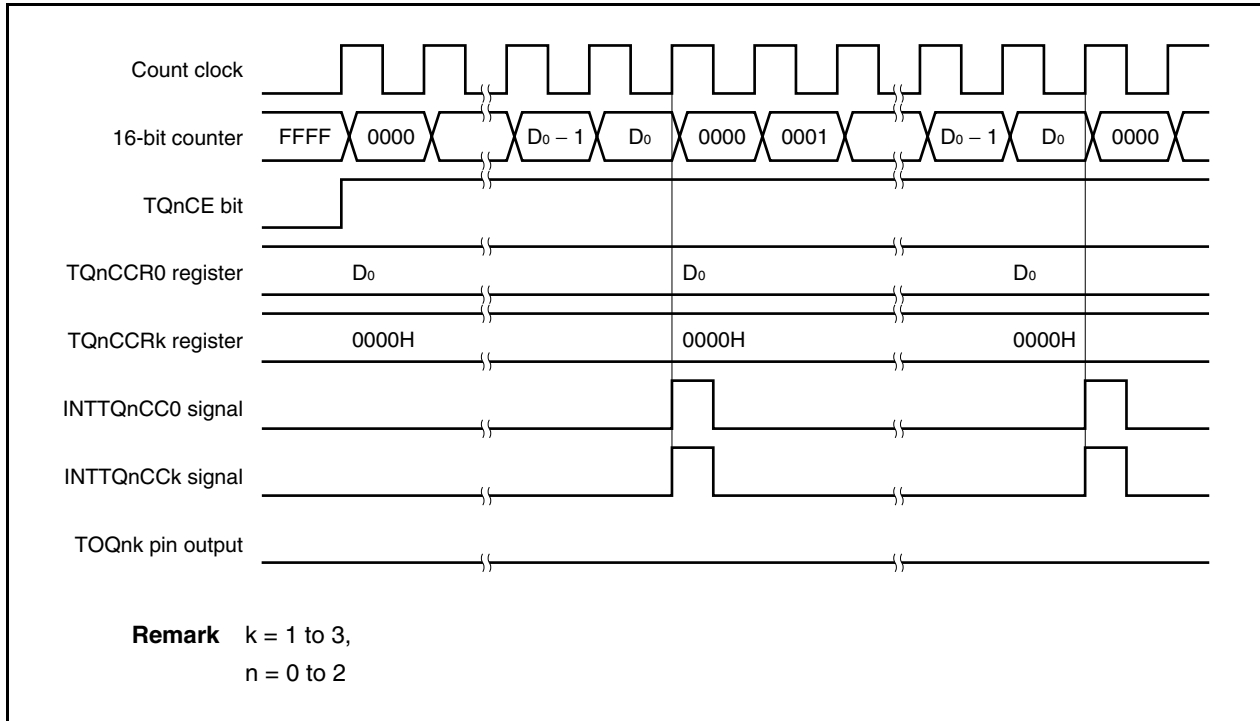 Count clock
16-bit counter FFFF 0000 D0 − 1 D0 0000 0001 D0 − 1 D0 0000
TQnCE bit
TQnCCR0 register D0 D0 D0
TQnCCRk register 0000H 0000H 0000H
INTTQnCC0 signal
INTTQnCCk signal
TOQnk pin output
Remark k = 1 to 3,
n = 0 to 2